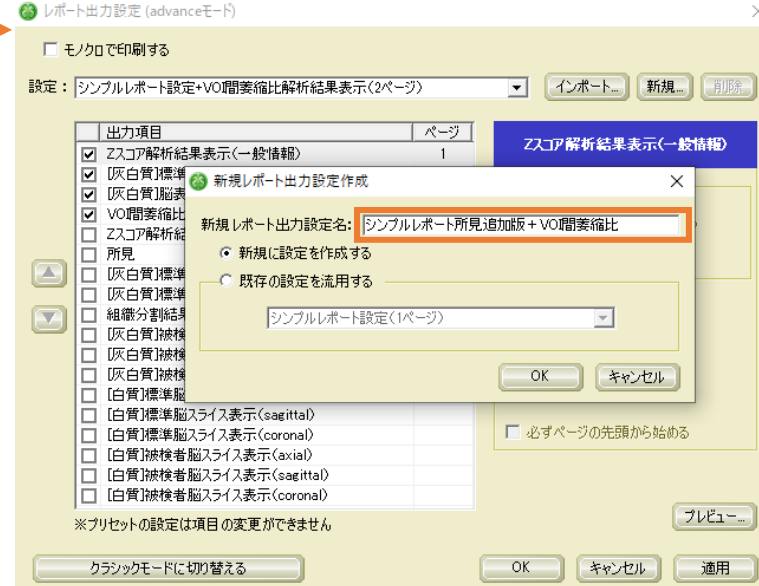 レポート出力設定 (advanceモード)
モノクロで印刷する
設定：
シンプルレポート設定+VOI間萎縮比解析結果表示(2ページ)
インポート...
新規...
削除
出力項目
ページ
Zスコア解析結果表示(一般情報)
1
[灰白質]標準
[灰白質]脳表
VOI間萎縮比
Zスコア解析結
所見
[灰白質]標準
[灰白質]標準
組織分割結果
[灰白質]被検
[灰白質]被検
[灰白質]被検
[白質]標準脳
[白質]標準脳スライス表示(sagittal)
[白質]標準脳スライス表示(coronal)
[白質]被検者脳スライス表示(axial)
[白質]被検者脳スライス表示(sagittal)
[白質]被検者脳スライス表示(coronal)
※プリセットの設定は項目の変更ができません
Zスコア解析結果表示(一般情報)
新規レポート出力設定作成
新規レポート出力設定名:
シンプルレポート所見追加版＋VOI間萎縮比
新規に設定を作成する
既存の設定を流用する
シンプルレポート設定(1ページ)
OK
キャンセル
必ずページの先頭から始める
プレビュー...
クラシックモードに切り替える
OK
キャンセル
適用